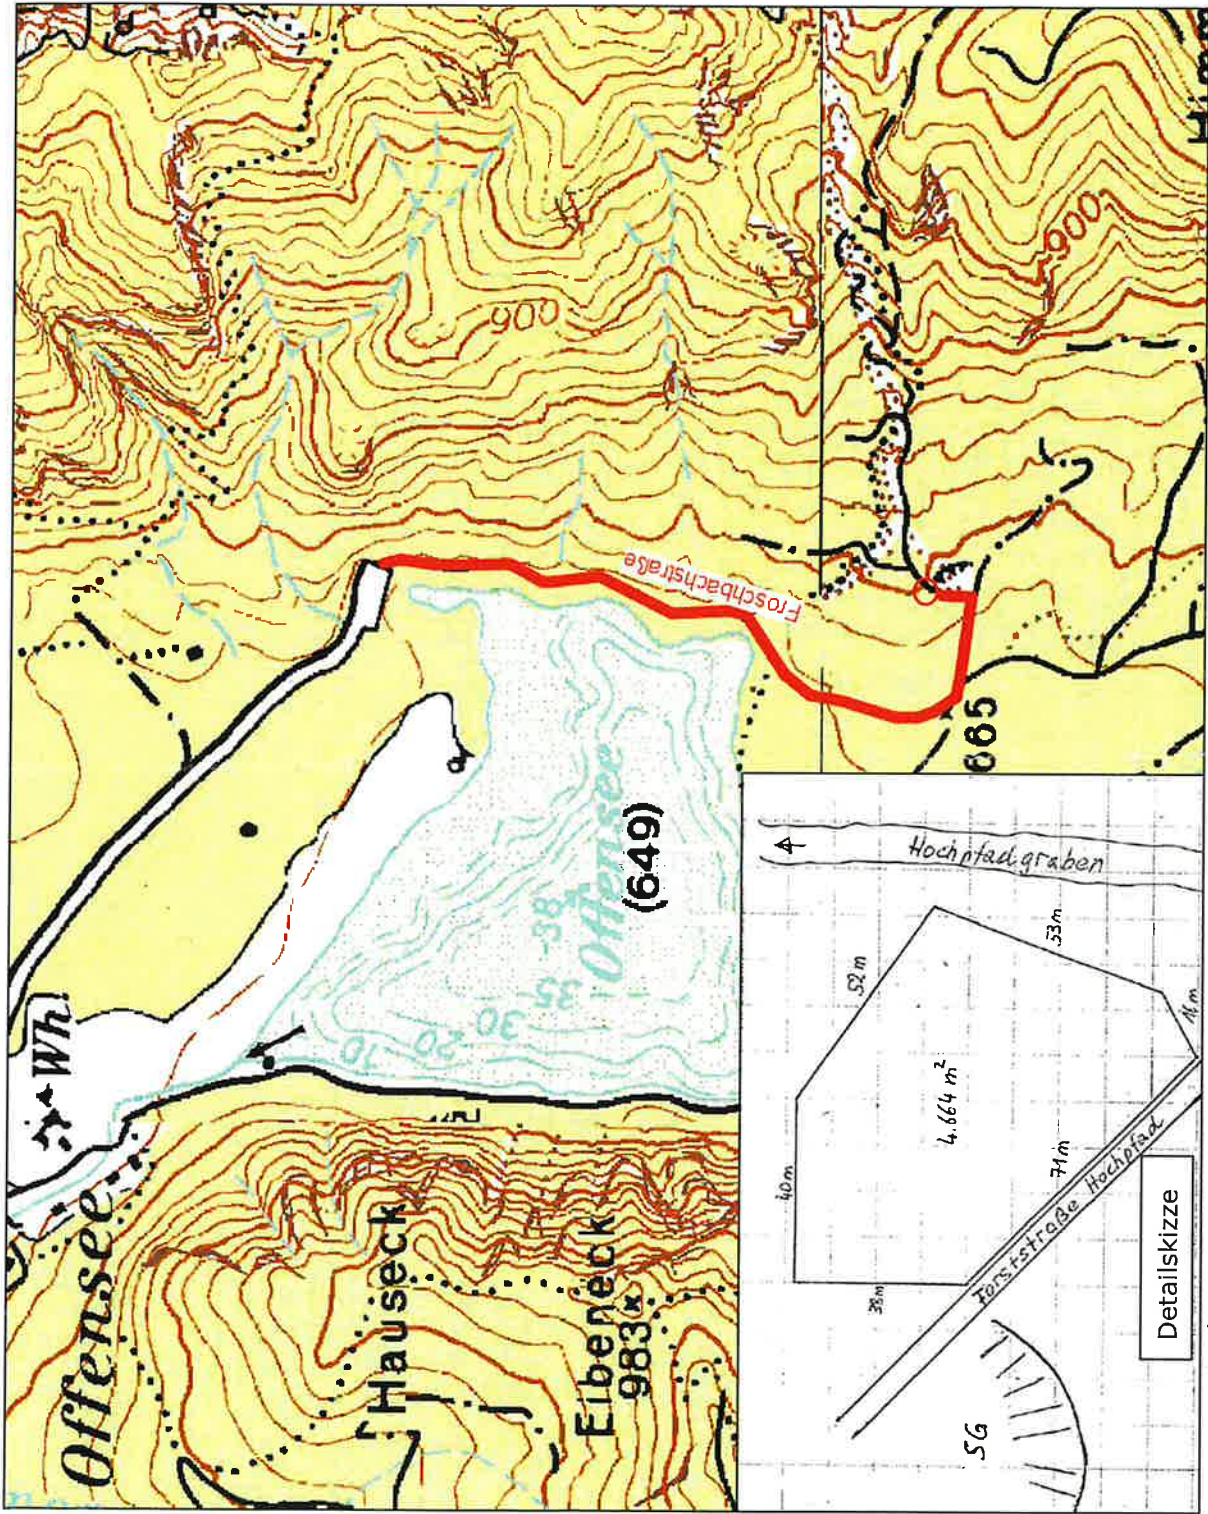 Offensee
Wh.
Hauseck
Eibeneck
983
10
20
30
35
38
Offensee
(649)
900
900
Froschbachstraße
665
Hochpfadgraben
52m
53m
16m
40m
4.664 m²
71m
38m
Forststraße Hochpfad
SG
Detailskizze